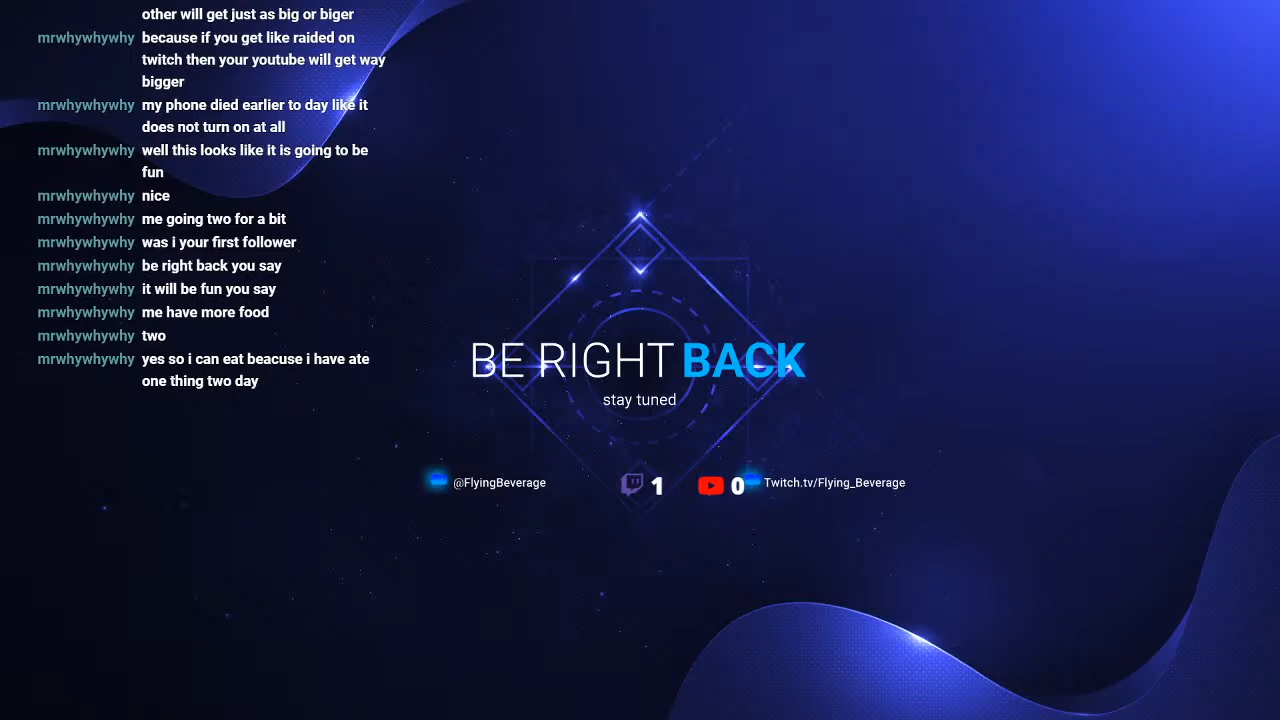 other will get just as big or biger
mrwhywhywhy because if you get like raided on
twitch then your youtube will get way
bigger
mrwhywhywhy my phone died earlier to day like it
does not turn on at all
mrwhywhywhy well this looks like it is going to be
fun
mrwhywhywhy nice
mrwhywhywhy me going two for a bit
mrwhywhywhy was i your first follower
mrwhywhywhy be right back you say
mrwhywhywhy it will be fun you say
mrwhywhywhy me have more food
mrwhywhywhy two
mrwhywhywhy yes so i can eat beacuse i have ate
one thing two day
BE RIGHT BACK
stay tuned
@FlyingBeverage 1 0 Twitch.tv/Flying_Beverage